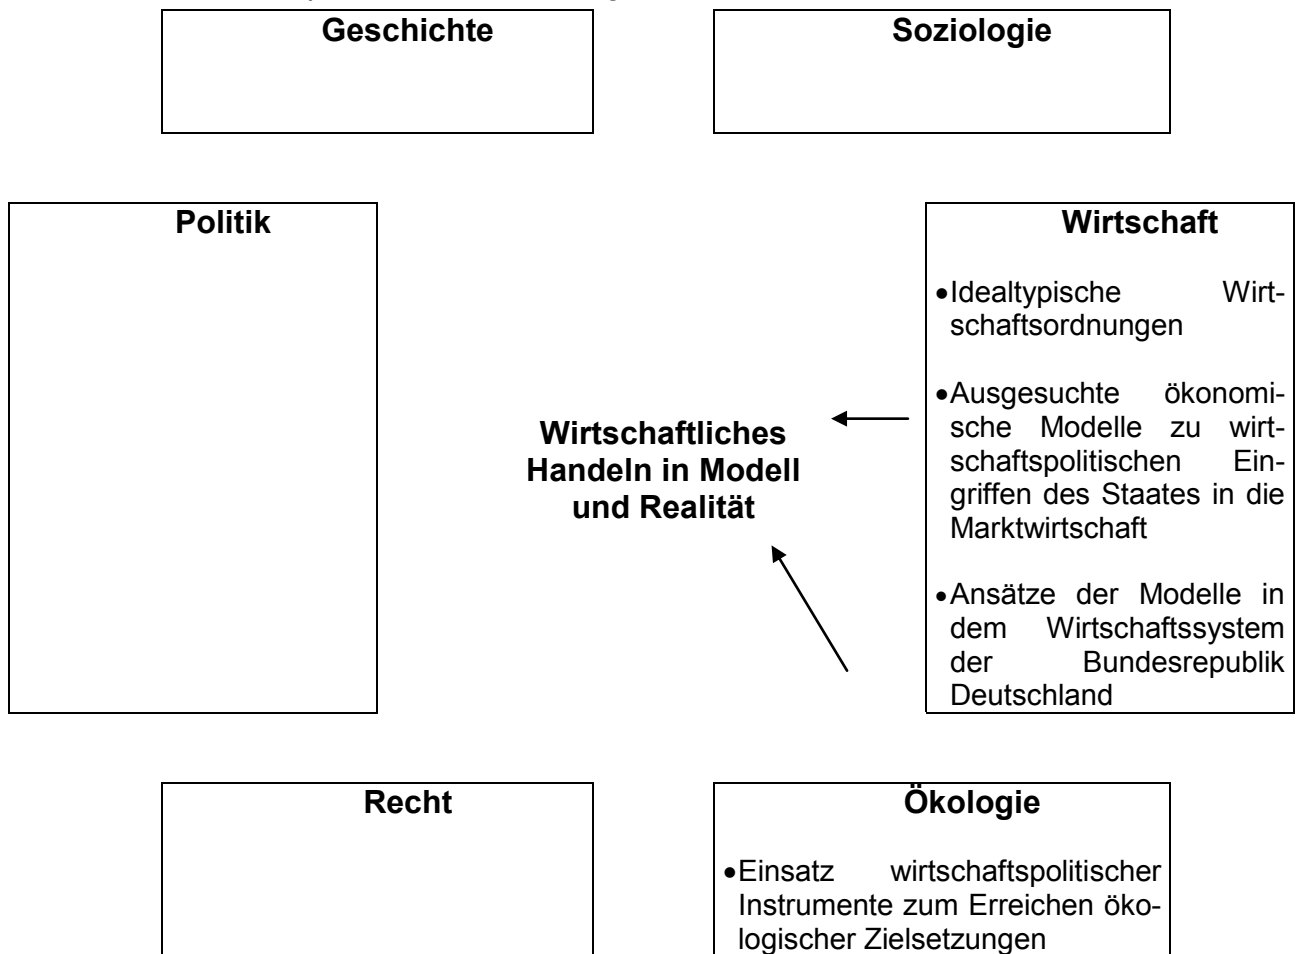 Geschichte
Soziologie
Politik
Wirtschaft
•Idealtypische Wirt-
schaftsordnungen
•Ausgesuchte ökonomi-
sche Modelle zu wirt-
schaftspolitischen Ein-
griffen des Staates in die
Marktwirtschaft
•Ansätze der Modelle in
dem Wirtschaftssystem
der Bundesrepublik
Deutschland
Wirtschaftliches
Handeln in Modell
und Realität
Recht
Ökologie
•Einsatz wirtschaftspolitischer
Instrumente zum Erreichen öko-
logischer Zielsetzungen